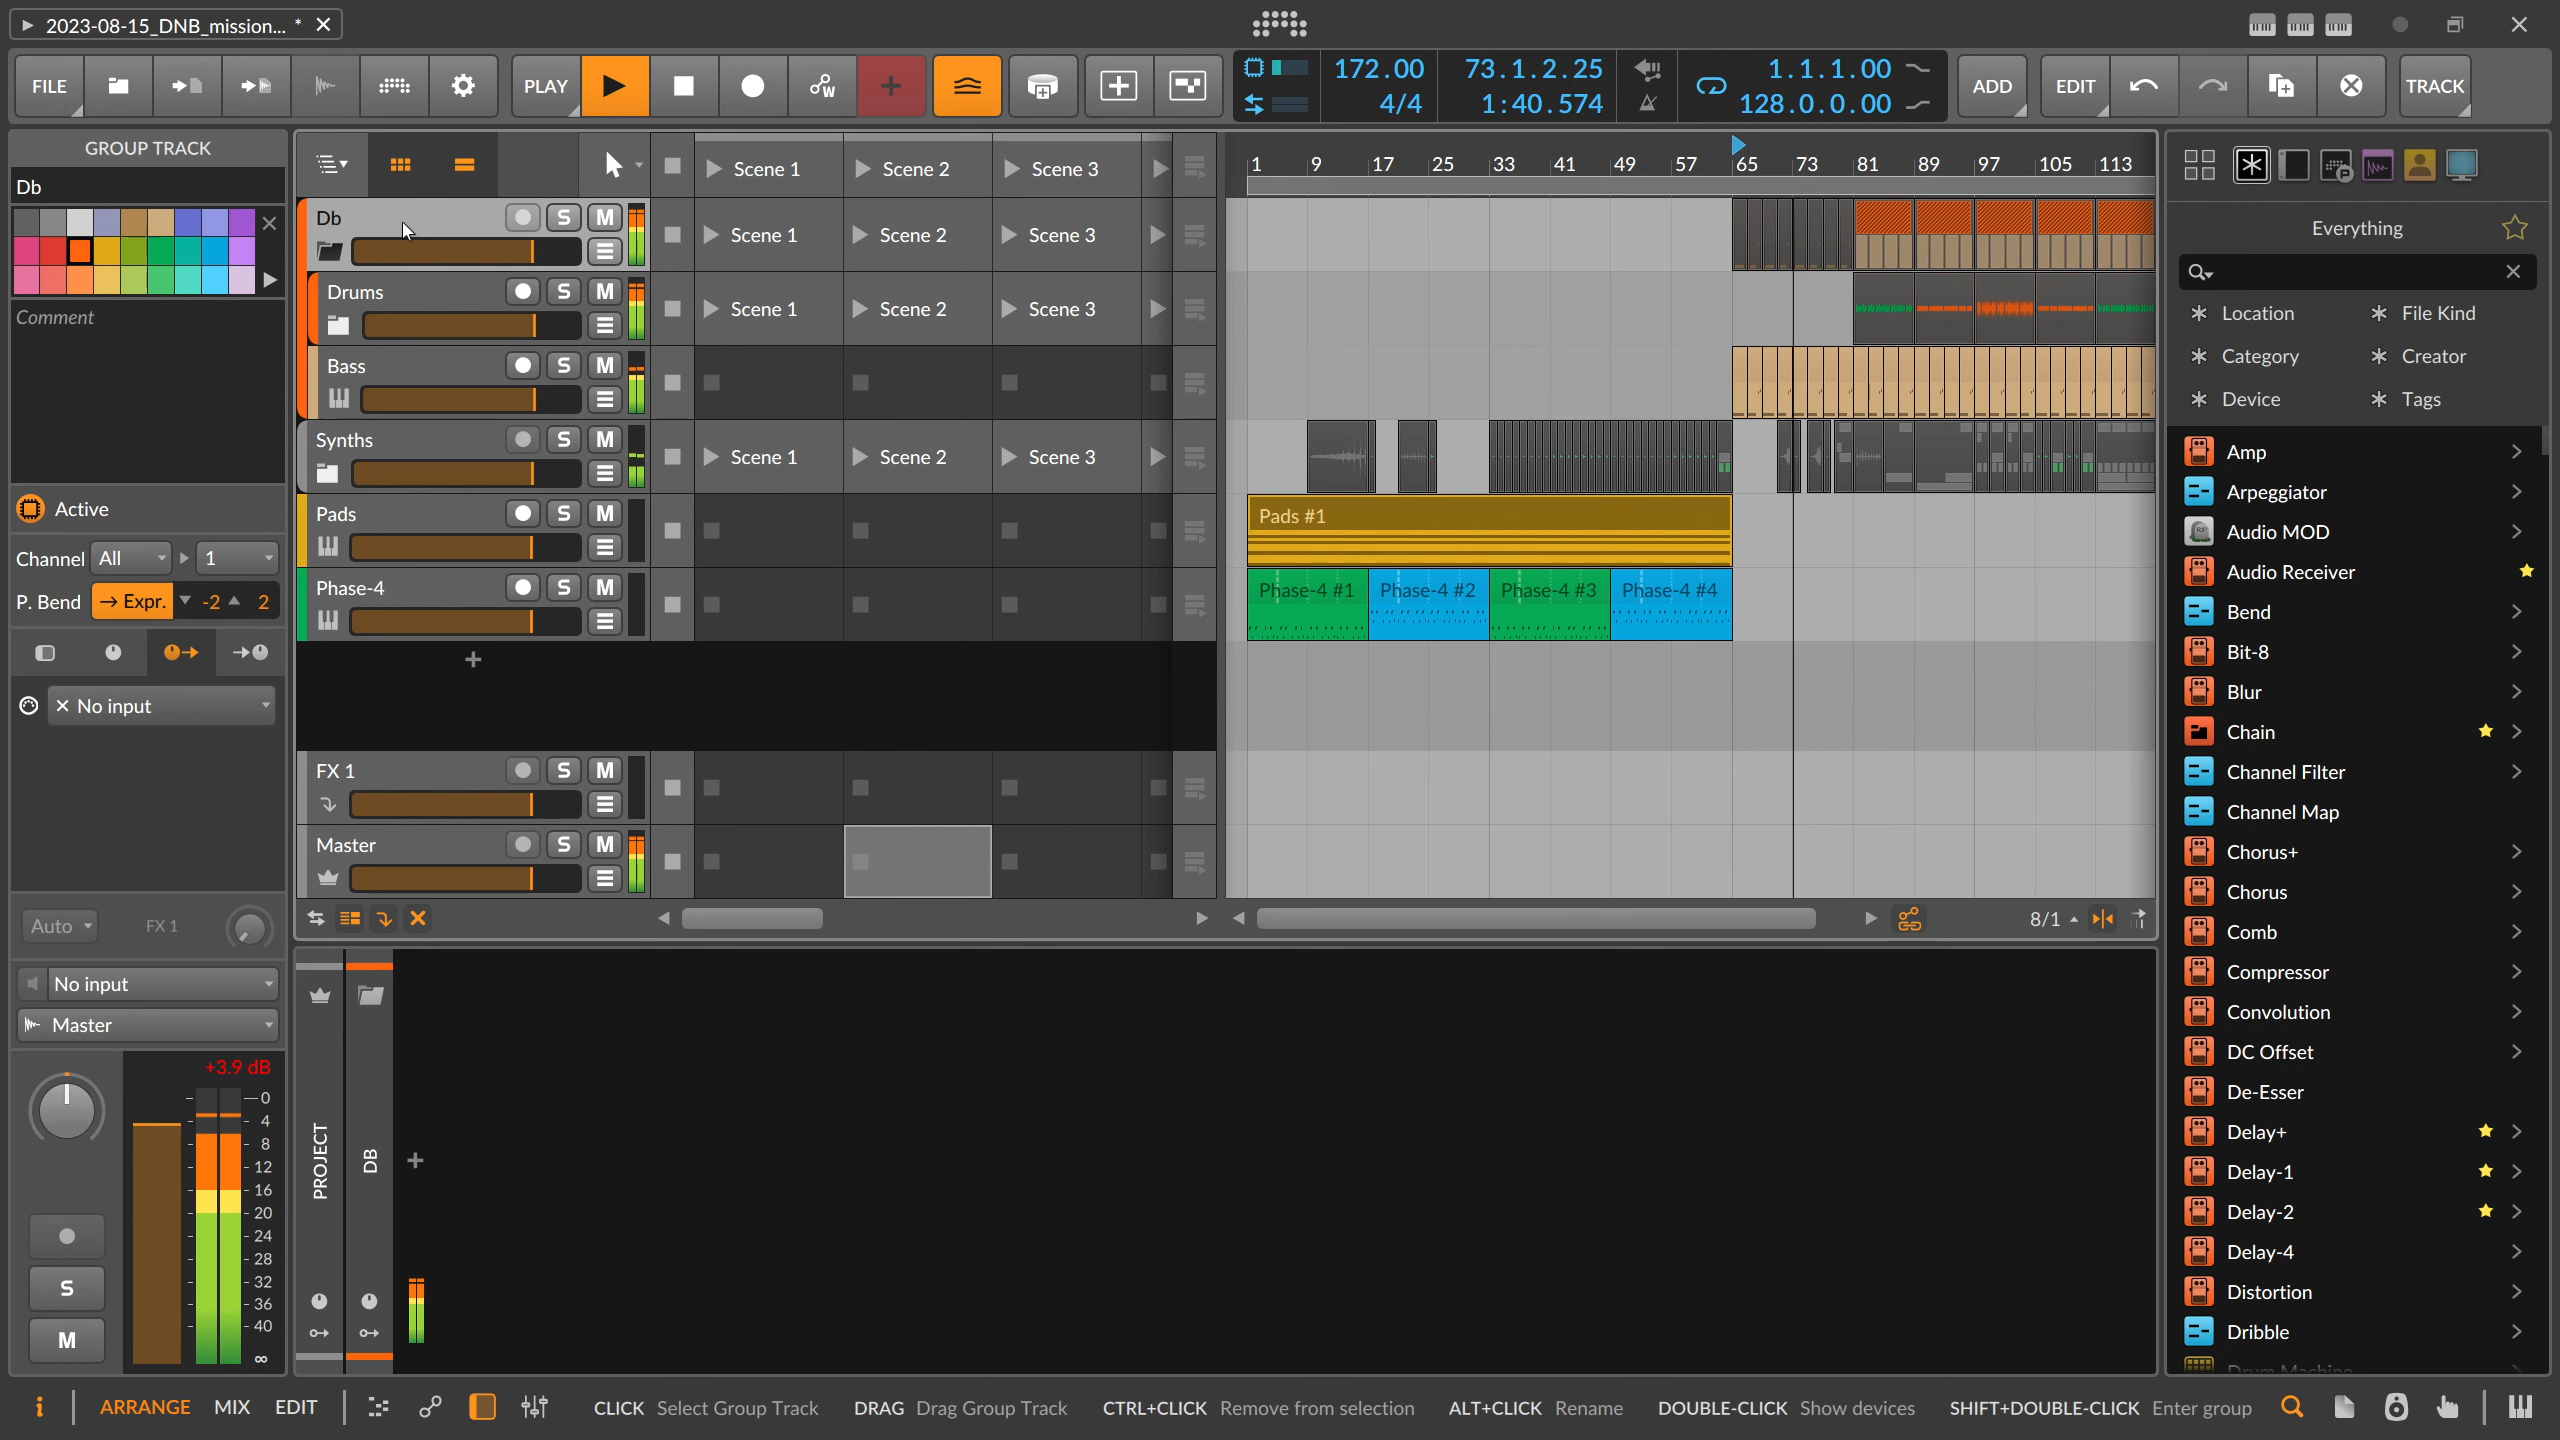 2023-08-15_DNB_mission... *
FILE
PLAY
172.00
4/4
73.1.2.25
1:40.574
1.1.1.00
128.0.0.00
ADD
EDIT
TRACK
GROUP TRACK
Db
Comment
Active
Channel All 1
P. Bend → Expr. -2 2
No input
Auto FX 1
No input
Master
+3.9 dB
0
4
8
12
16
20
24
28
32
36
40
∞
S
M
Scene 1 Scene 2 Scene 3
Db S M
Scene 1 Scene 2 Scene 3
Drums S M
Scene 1 Scene 2 Scene 3
Bass S M
Synths S M
Scene 1 Scene 2 Scene 3
Pads S M
Phase-4 S M
+
FX 1 S M
Master S M
1 9 17 25 33 41 49 57 65 73 81 89 97 105 113
Pads #1
Phase-4 #1 Phase-4 #2 Phase-4 #3 Phase-4 #4
8/1
PROJECT
DB
+
Everything
Location File Kind
Category Creator
Device Tags
Amp
Arpeggiator
Audio MOD
Audio Receiver
Bend
Bit-8
Blur
Chain
Channel Filter
Channel Map
Chorus+
Chorus
Comb
Compressor
Convolution
DC Offset
De-Esser
Delay+
Delay-1
Delay-2
Delay-4
Distortion
Dribble
Drum Machine
i ARRANGE MIX EDIT
CLICK Select Group Track DRAG Drag Group Track CTRL+CLICK Remove from selection ALT+CLICK Rename DOUBLE-CLICK Show devices SHIFT+DOUBLE-CLICK Enter group